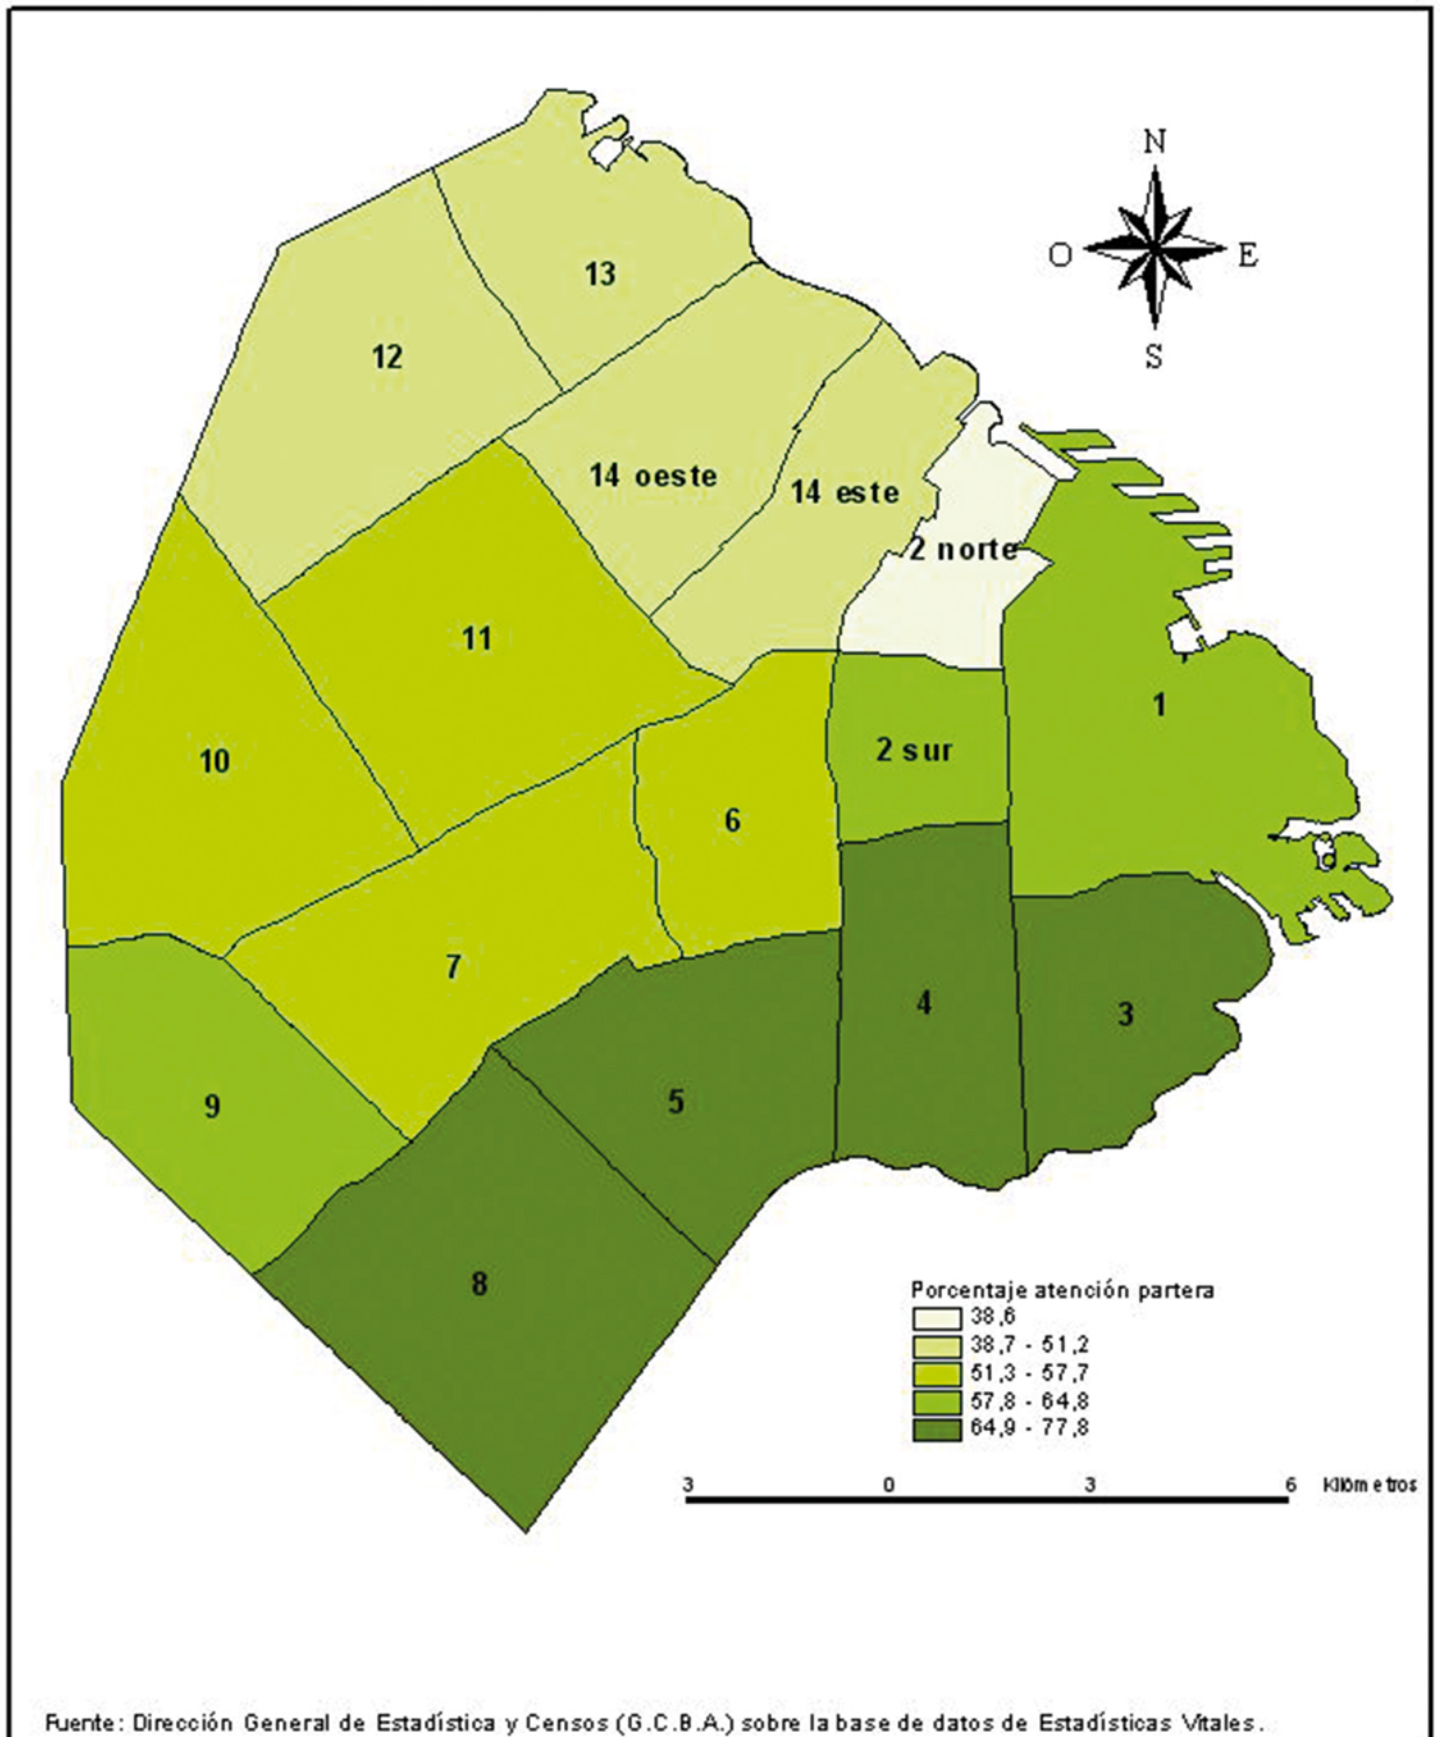 N
O
E
S
13
12
14 oeste
14 este
2 norte
11
1
2 sur
10
6
7
4
3
5
9
8
Porcentaje atención partera
38,6
38,7 - 51,2
51,3 - 57,7
57,8 - 64,8
64,9 - 77,8
3 0 3 6 Kilómetros
Fuente: Dirección General de Estadística y Censos (G.C.B.A.) sobre la base de datos de Estadísticas Vitales.